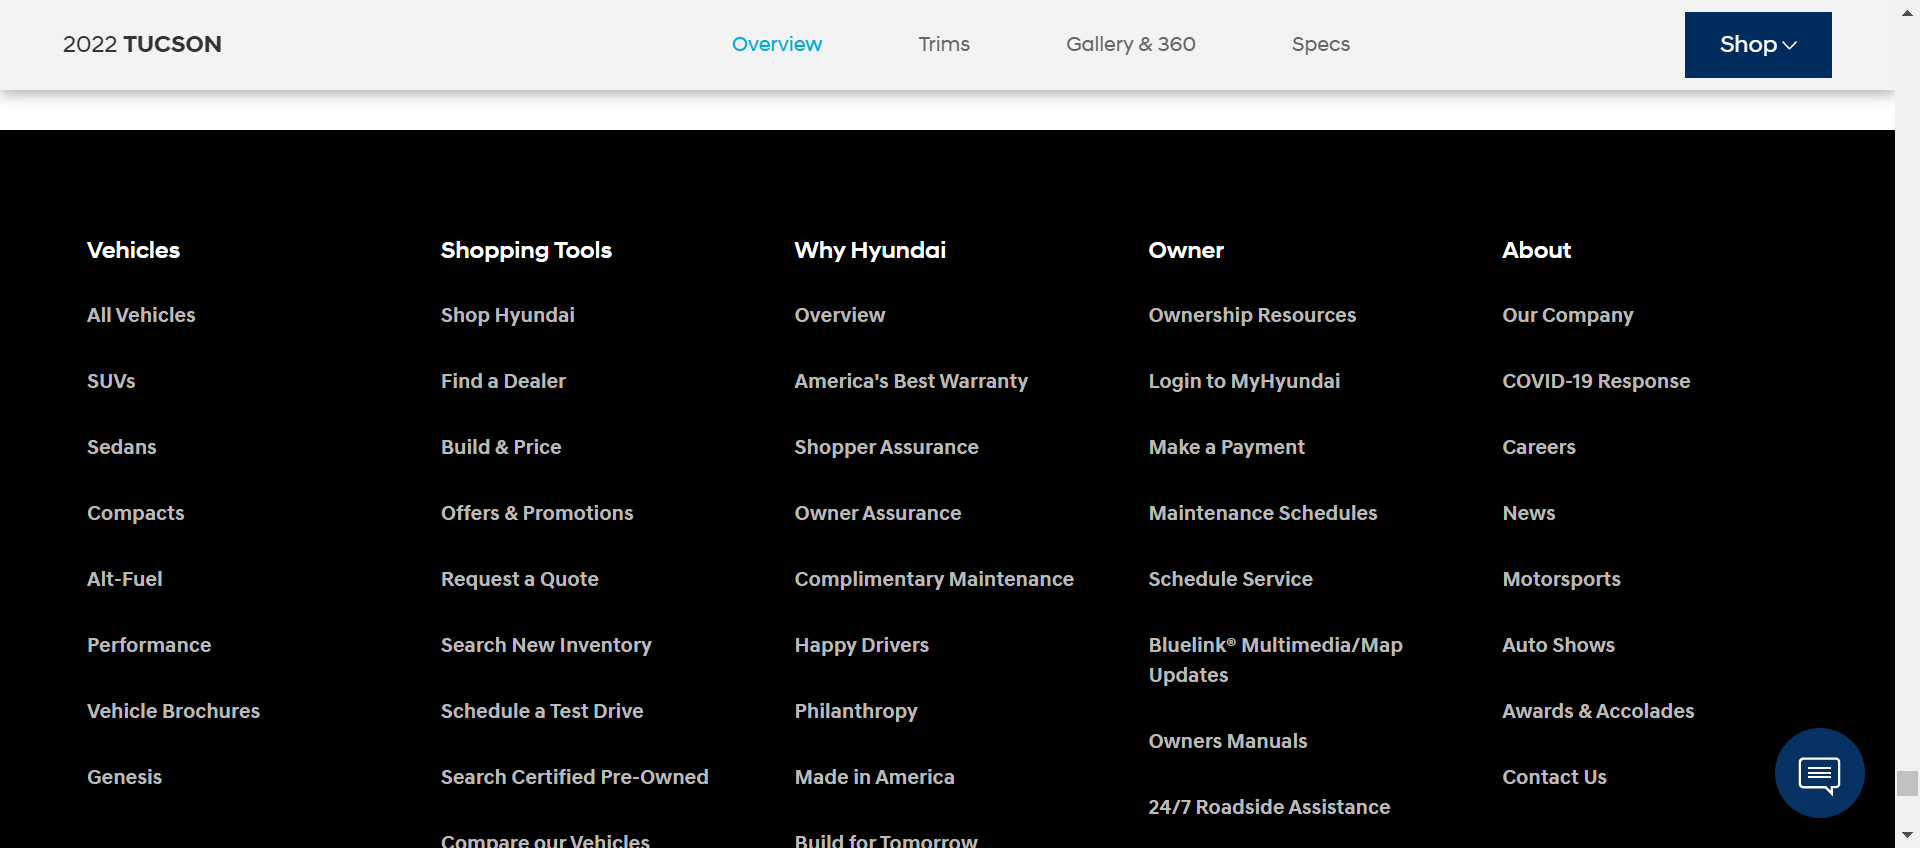 2022 TUCSON
Overview
Trims
Gallery & 360
Specs
Shop
Vehicles
All Vehicles
SUVs
Sedans
Compacts
Alt-Fuel
Performance
Vehicle Brochures
Genesis
Shopping Tools
Shop Hyundai
Find a Dealer
Build & Price
Offers & Promotions
Request a Quote
Search New Inventory
Schedule a Test Drive
Search Certified Pre-Owned
Compare our Vehicles
Why Hyundai
Overview
America's Best Warranty
Shopper Assurance
Owner Assurance
Complimentary Maintenance
Happy Drivers
Philanthropy
Made in America
Build for Tomorrow
Owner
Ownership Resources
Login to MyHyundai
Make a Payment
Maintenance Schedules
Schedule Service
Bluelink® Multimedia/Map
Updates
Owners Manuals
24/7 Roadside Assistance
About
Our Company
COVID-19 Response
Careers
News
Motorsports
Auto Shows
Awards & Accolades
Contact Us